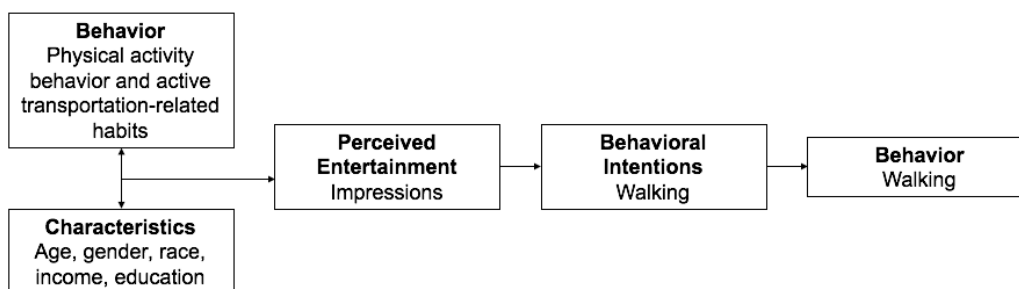 Behavior
Physical activity
behavior and active
transportation-related
habits
Perceived
Entertainment
Impressions
Behavioral
Intentions
Walking
Behavior
Walking
Characteristics
Age, gender, race,
income, education